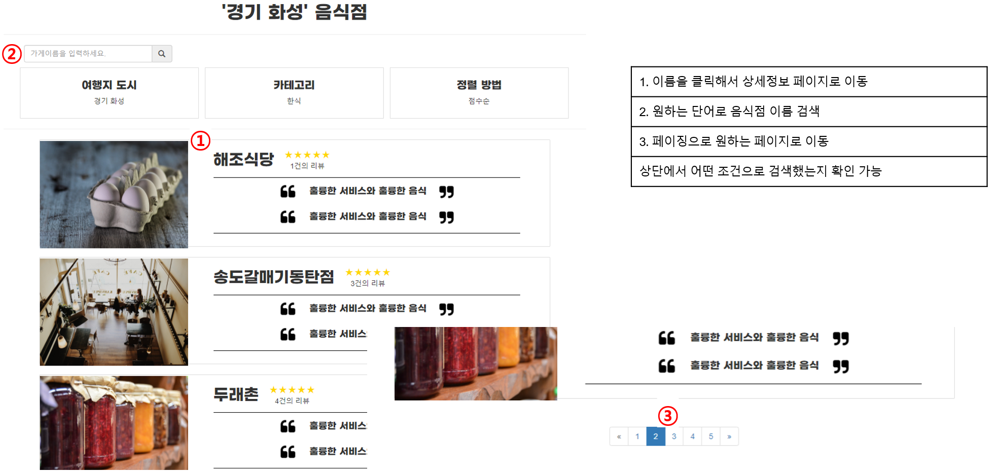 '경기 화성' 음식점
②
가게이름을 입력하세요.
여행지 도시
경기 화성
카테고리
한식
정렬 방법
점수순
①
해조식당 ★★★★★
1건의 리뷰
❝ 훌륭한 서비스와 훌륭한 음식 ❞
❝ 훌륭한 서비스와 훌륭한 음식 ❞
송도갈매기동탄점 ★★★★★
3건의 리뷰
❝ 훌륭한 서비스와 훌륭한 음식 ❞
❝ 훌륭한 서비스
두래촌 ★★★★★
4건의 리뷰
❝ 훌륭한 서비스
❝ 훌륭한 서비스
1. 이름을 클릭해서 상세정보 페이지로 이동
2. 원하는 단어로 음식점 이름 검색
3. 페이징으로 원하는 페이지로 이동
상단에서 어떤 조건으로 검색했는지 확인 가능
❝ 훌륭한 서비스와 훌륭한 음식 ❞
❝ 훌륭한 서비스와 훌륭한 음식 ❞
③
« 1 2 3 4 5 »